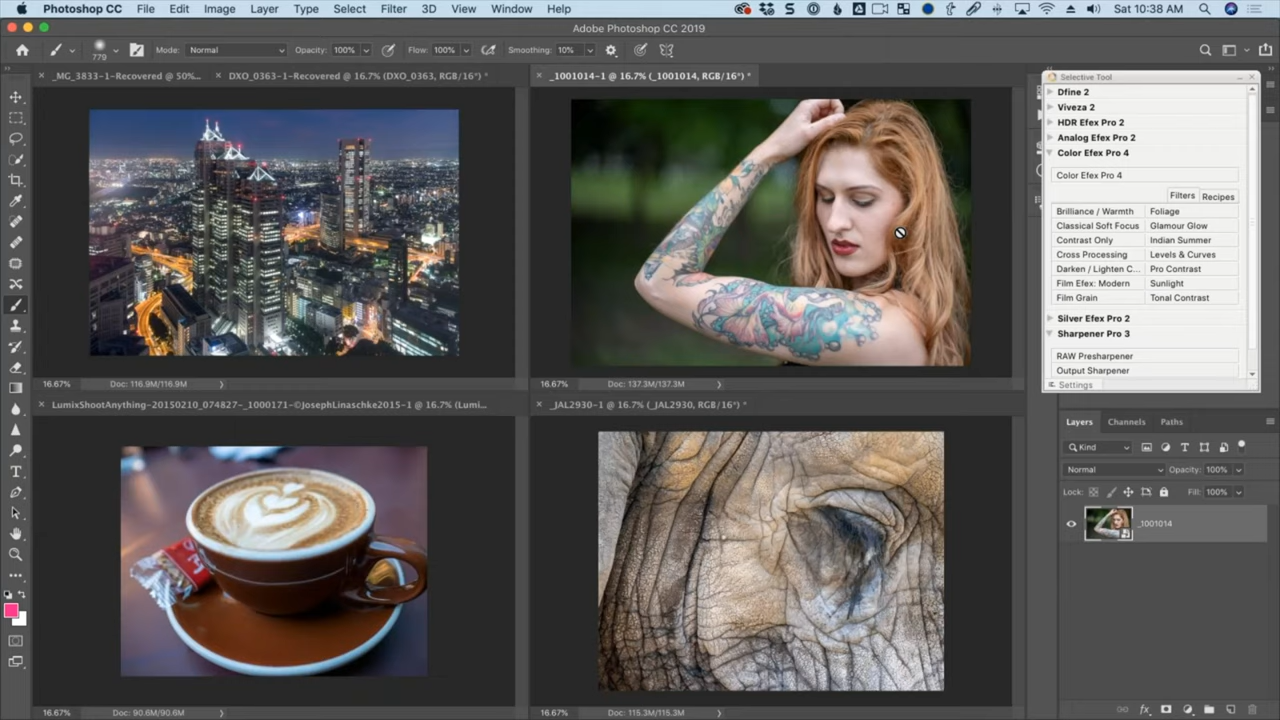 Photoshop CC File Edit Image Layer Type Select Filter 3D View Window Help Sat 10:38 AM
Adobe Photoshop CC 2019
779 Mode: Normal Opacity: 100% Flow: 100% Smoothing: 10%
_MG_3833-1-Recovered @ 50%... DXO_0363-1-Recovered @ 16.7% (DXO_0363, RGB/16*) *
_1001014-1 @ 16.7% (_1001014, RGB/16*) *
16.67% Doc: 116.9M/116.9M
16.67% Doc: 137.3M/137.3M
LumixShootAnything-20150210_074827-_1000171-©JosephLinaschke2015-1 @ 16.7% (Lumi...
_JAL2930-1 @ 16.7% (_JAL2930, RGB/16*) *
16.67% Doc: 90.6M/90.6M
16.67% Doc: 115.3M/115.3M
Selective Tool
Dfine 2
Viveza 2
HDR Efex Pro 2
Analog Efex Pro 2
Color Efex Pro 4
Color Efex Pro 4
Filters Recipes
Brilliance / Warmth Foliage
Classical Soft Focus Glamour Glow
Contrast Only Indian Summer
Cross Processing Levels & Curves
Darken / Lighten C... Pro Contrast
Film Efex: Modern Sunlight
Film Grain Tonal Contrast
Silver Efex Pro 2
Sharpener Pro 3
RAW Presharpener
Output Sharpener
Settings
Layers Channels Paths
Kind
Normal Opacity: 100%
Lock: Fill: 100%
_1001014